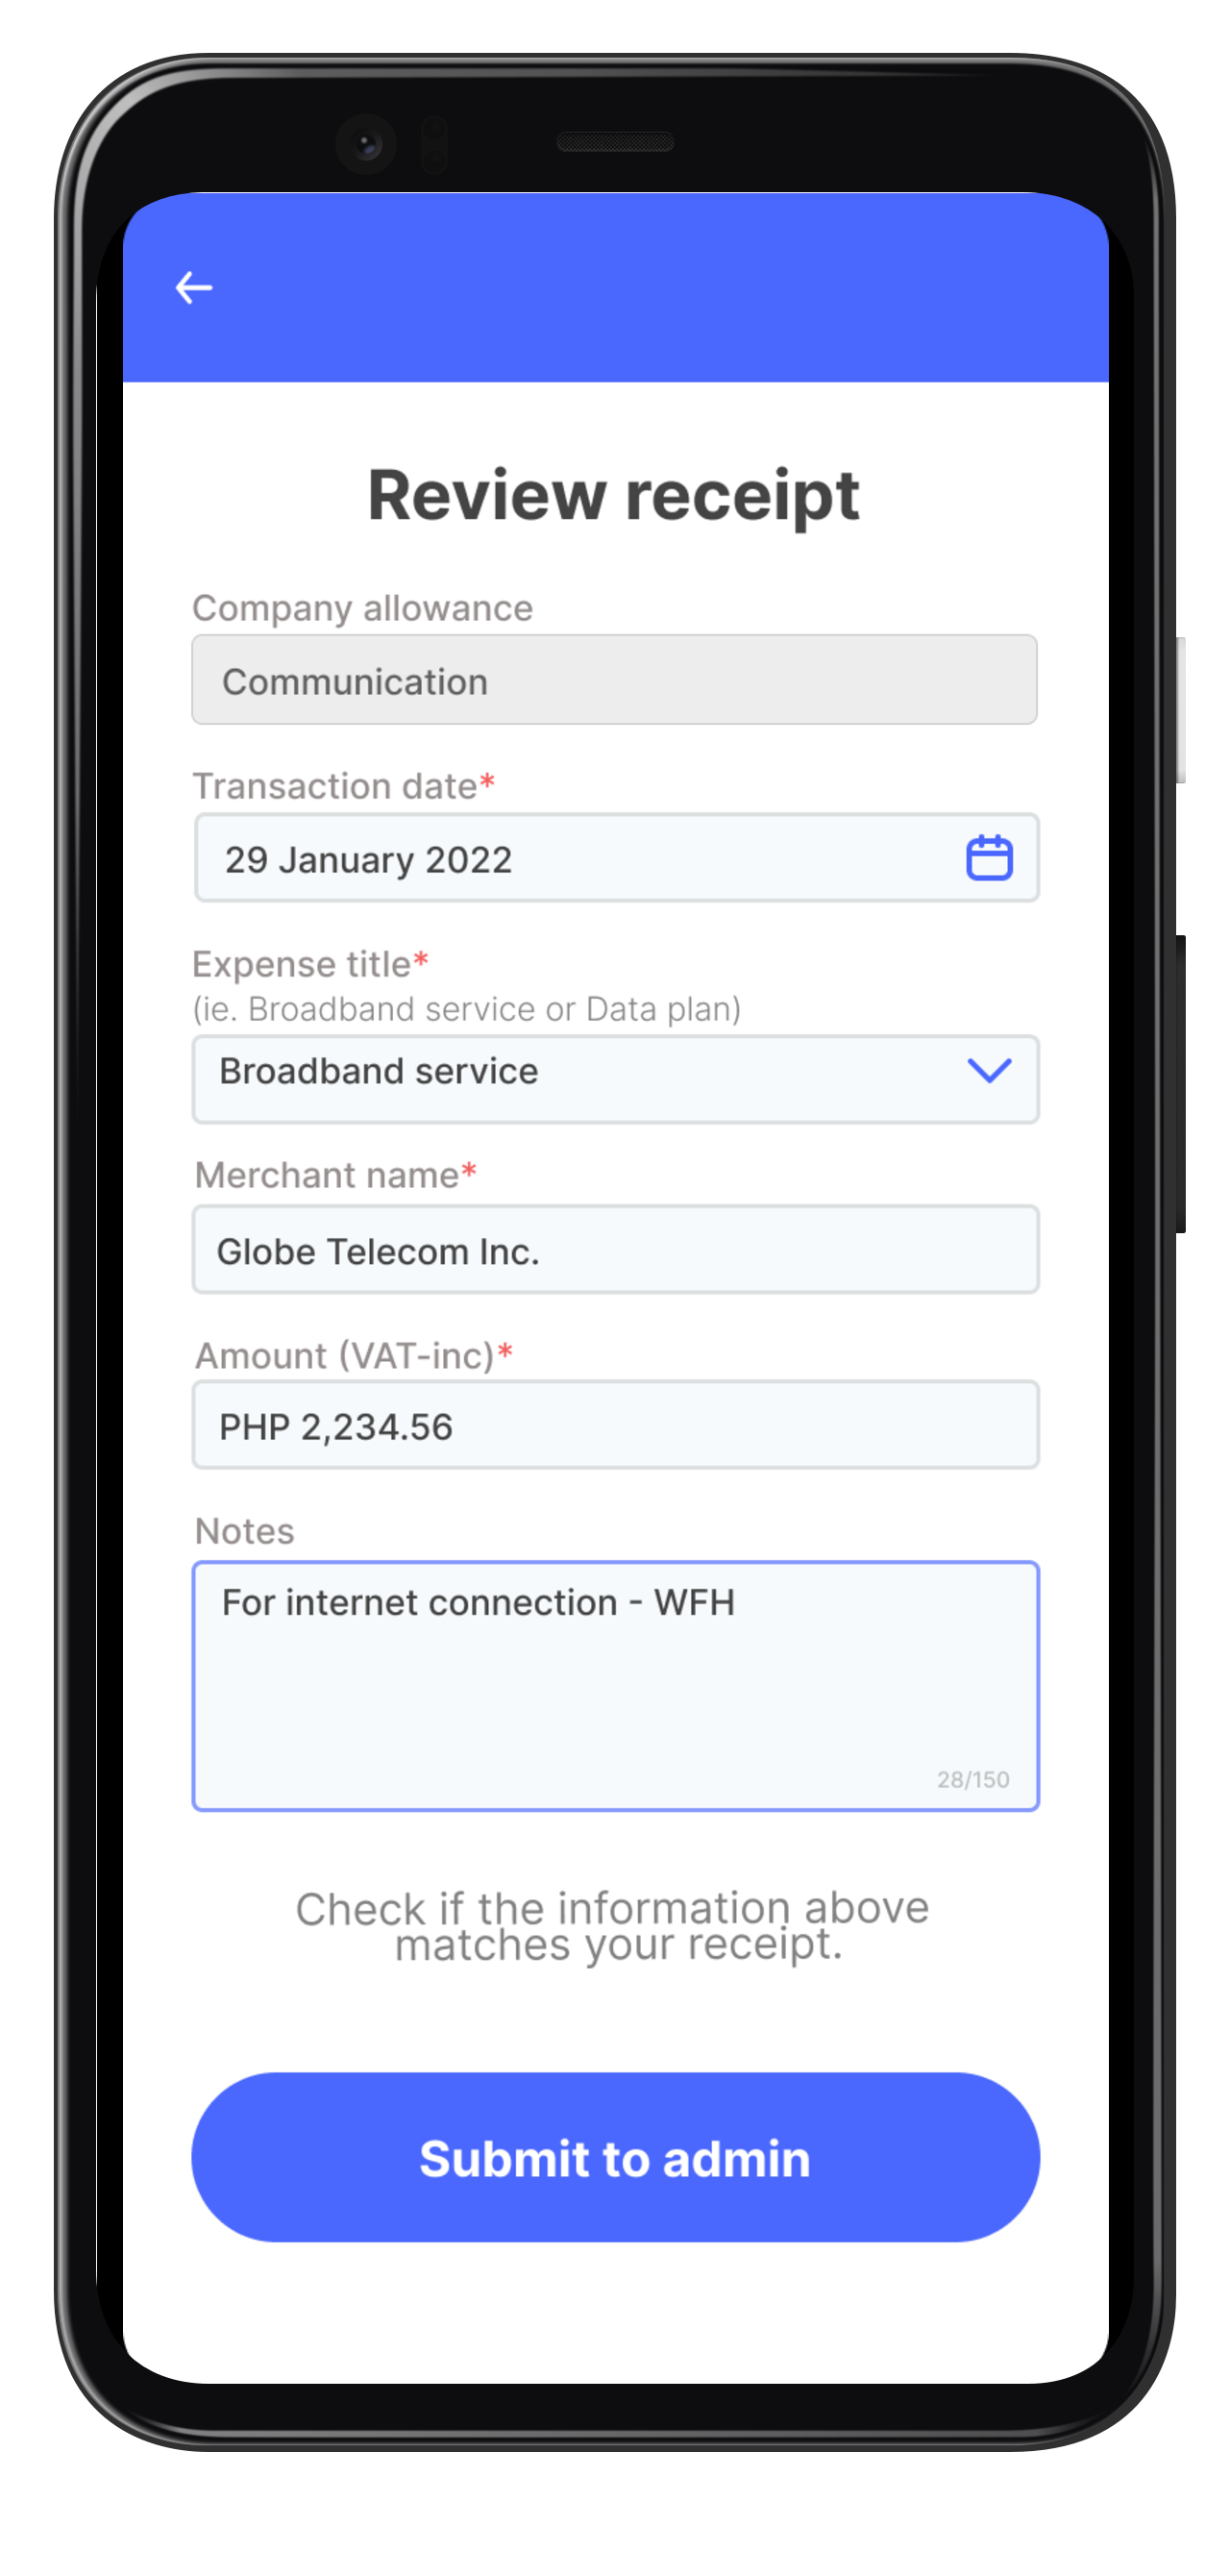 Review receipt
Company allowance
Communication
Transaction date*
29 January 2022
Expense title*
(ie. Broadband service or Data plan)
Broadband service
Merchant name*
Globe Telecom Inc.
Amount (VAT-inc)*
PHP 2,234.56
Notes
For internet connection - WFH
28/150
Check if the information above
matches your receipt.
Submit to admin